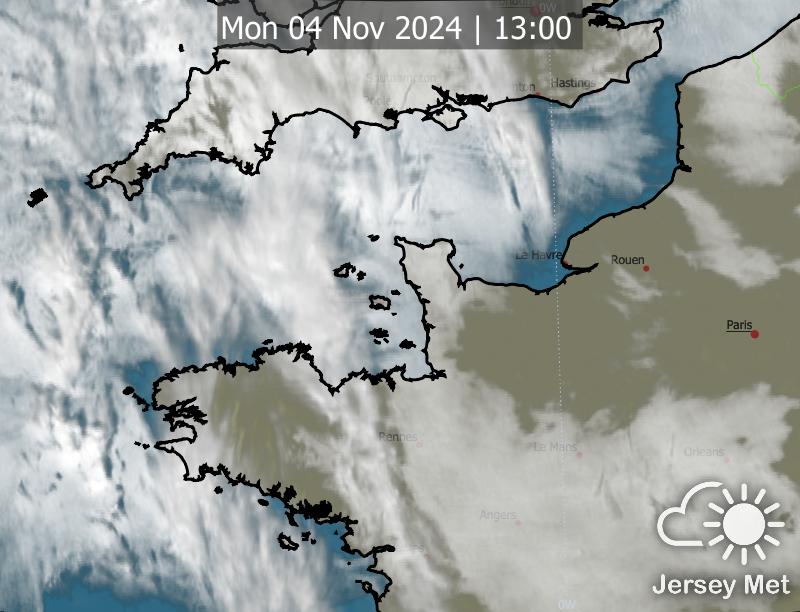 Mon 04 Nov 2024 | 13:00
0W
Southampton
Hastings
Le Havre
Rouen
Paris
Rennes
Le Mans
Orleans
Angers
Jersey Met
0W